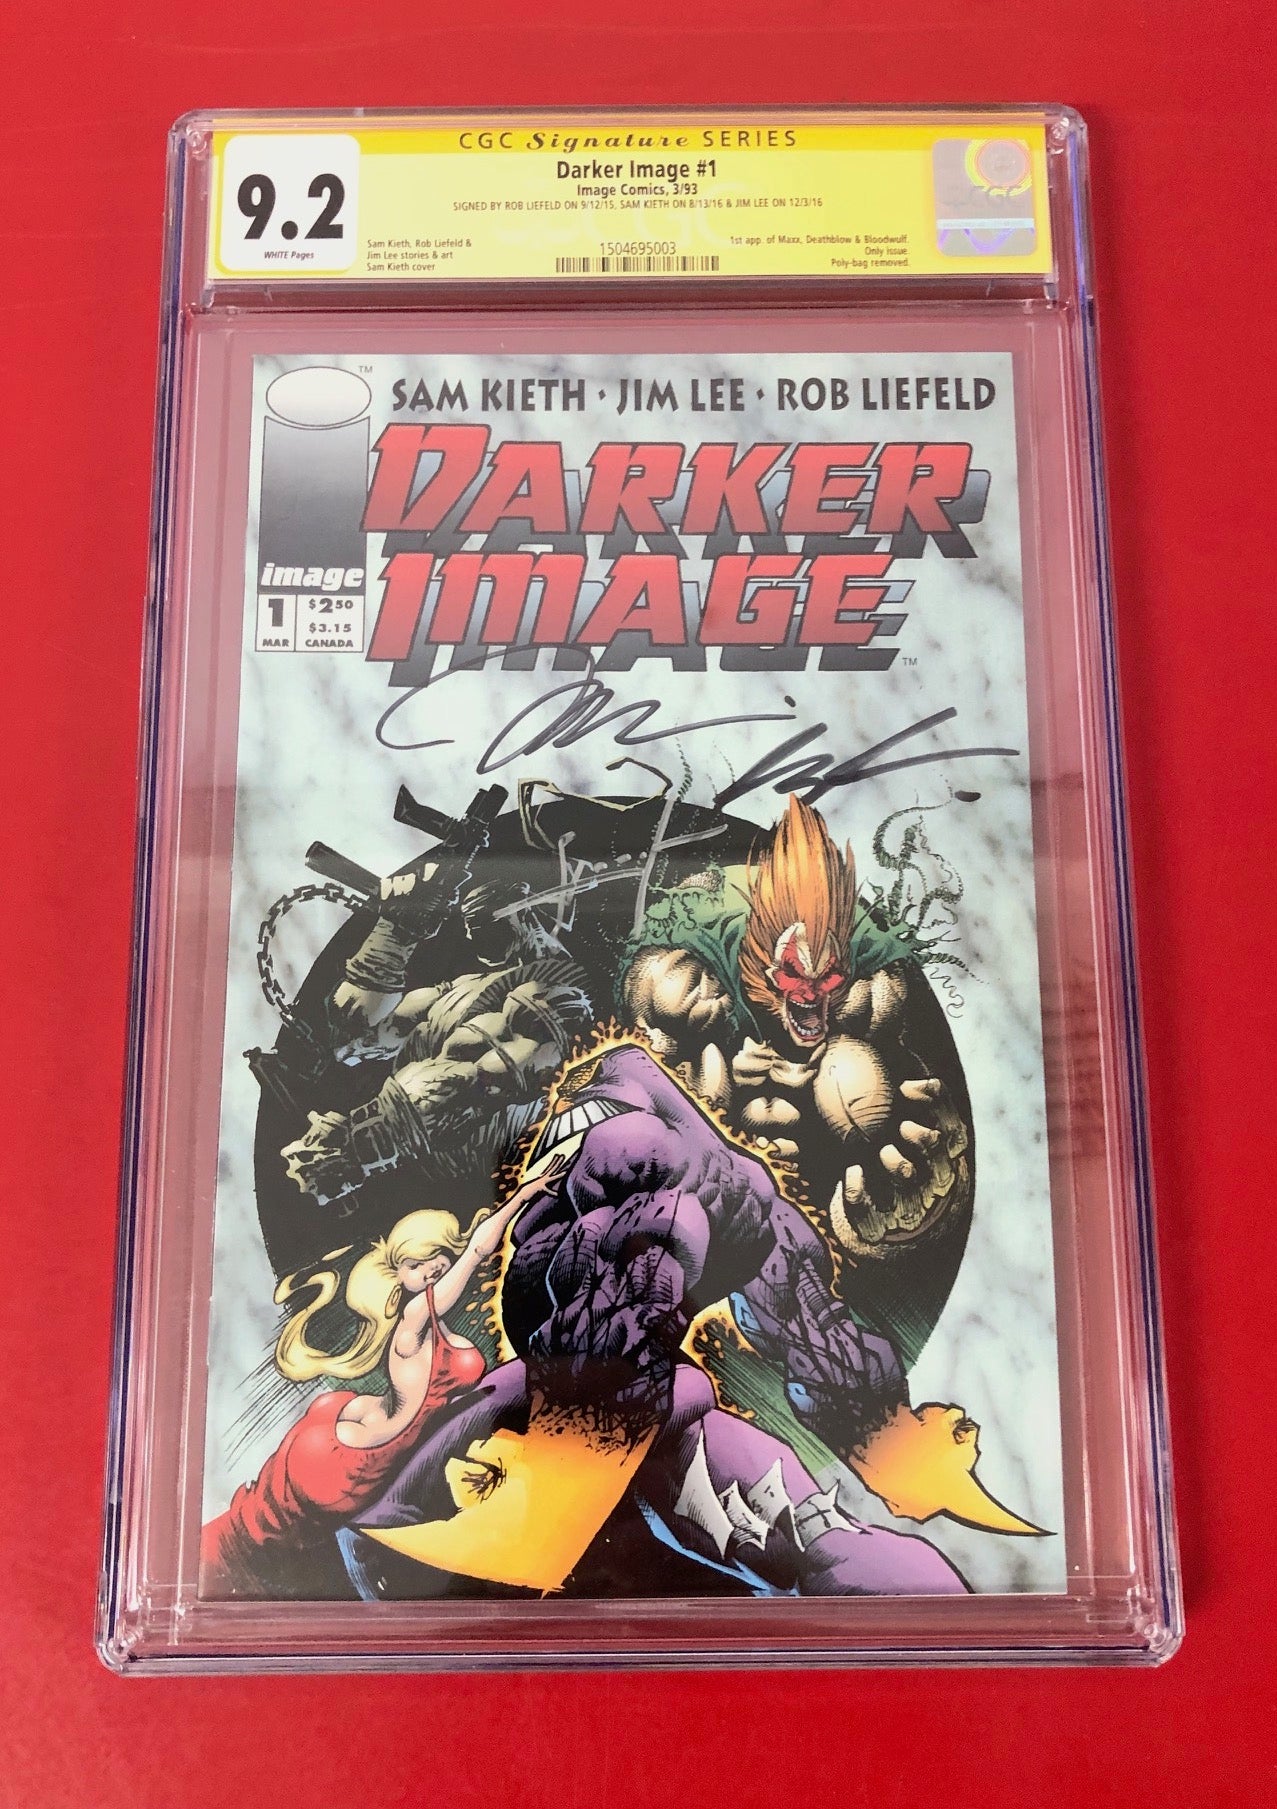 CGC Signature SERIES
9.2
WHITE Pages
Darker Image #1
Image Comics, 3/93
SIGNED BY ROB LIEFELD ON 9/12/15, SAM KIETH ON 8/13/16 & JIM LEE ON 12/3/16
Sam Kieth, Rob Liefeld &
Jim Lee stories & art
Sam Kieth cover
1504695003
1st app. of Maxx, Deathblow & Bloodwulf.
Only issue.
Poly-bag removed.
TM
SAM KIETH · JIM LEE · ROB LIEFELD
DARKER
IMAGE
TM
image
1
MAR
$2.50
$3.15
CANADA